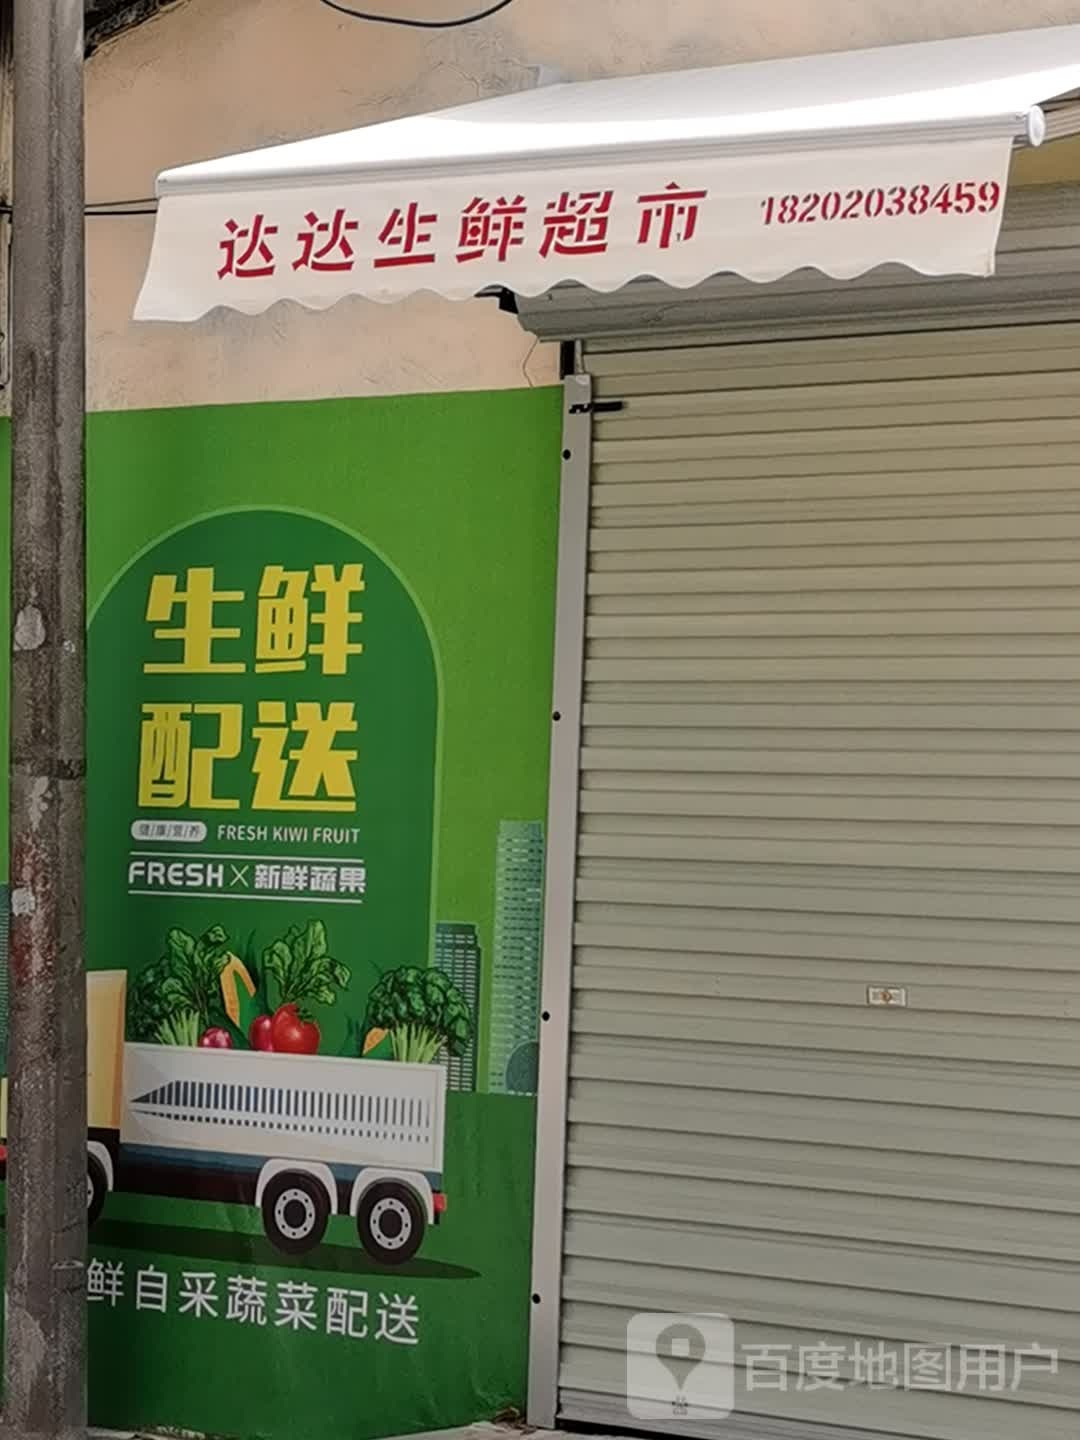 达达生鲜超市 18202038459
生鲜
配送
健/康/营/养 FRESH KIWI FRUIT
FRESH×新鲜蔬果
鲜自采蔬菜配送
百度地图用户